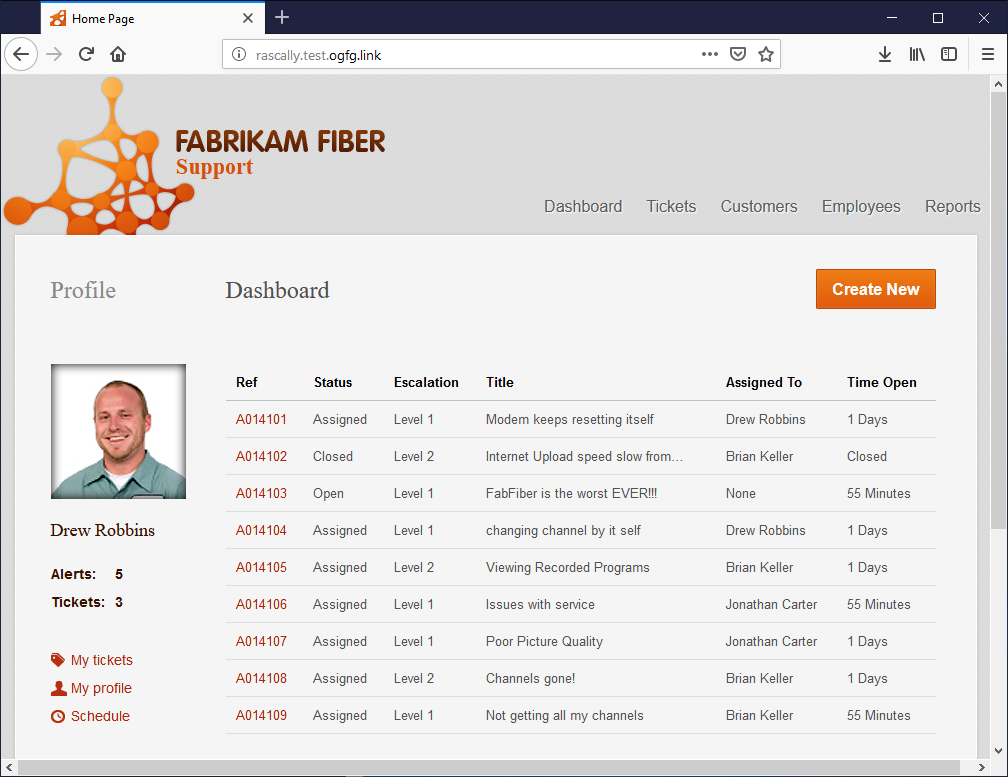 Home Page
rascally.test.ogfg.link
FABRIKAM FIBER
Support
Dashboard Tickets Customers Employees Reports
Profile Dashboard Create New
Ref Status Escalation Title Assigned To Time Open
A014101 Assigned Level 1 Modem keeps resetting itself Drew Robbins 1 Days
A014102 Closed Level 2 Internet Upload speed slow from... Brian Keller Closed
A014103 Open Level 1 FabFiber is the worst EVER!!! None 55 Minutes
A014104 Assigned Level 1 changing channel by it self Drew Robbins 1 Days
A014105 Assigned Level 2 Viewing Recorded Programs Brian Keller 1 Days
A014106 Assigned Level 1 Issues with service Jonathan Carter 55 Minutes
A014107 Assigned Level 1 Poor Picture Quality Jonathan Carter 1 Days
A014108 Assigned Level 2 Channels gone! Brian Keller 1 Days
A014109 Assigned Level 1 Not getting all my channels Brian Keller 55 Minutes
Drew Robbins
Alerts: 5
Tickets: 3
My tickets
My profile
Schedule